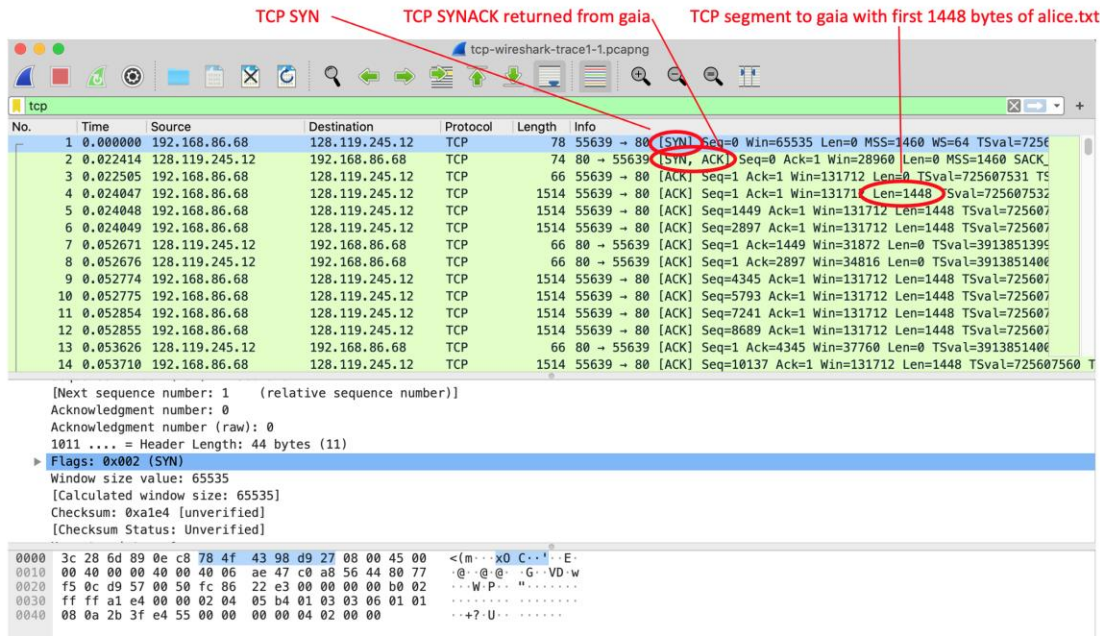 TCP SYN TCP SYNACK returned from gaia TCP segment to gaia with first 1448 bytes of alice.txt
tcp-wireshark-trace1-1.pcapng
tcp
No. Time Source Destination Protocol Length Info
1 0.000000 192.168.86.68 128.119.245.12 TCP 78 55639 → 80 [SYN] Seq=0 Win=65535 Len=0 MSS=1460 WS=64 TSval=7256
2 0.022414 128.119.245.12 192.168.86.68 TCP 74 80 → 55639 [SYN, ACK] Seq=0 Ack=1 Win=28960 Len=0 MSS=1460 SACK_
3 0.022505 192.168.86.68 128.119.245.12 TCP 66 55639 → 80 [ACK] Seq=1 Ack=1 Win=131712 Len=0 TSval=725607531 TS
4 0.024047 192.168.86.68 128.119.245.12 TCP 1514 55639 → 80 [ACK] Seq=1 Ack=1 Win=131712 Len=1448 TSval=725607532
5 0.024048 192.168.86.68 128.119.245.12 TCP 1514 55639 → 80 [ACK] Seq=1449 Ack=1 Win=131712 Len=1448 TSval=725607
6 0.024049 192.168.86.68 128.119.245.12 TCP 1514 55639 → 80 [ACK] Seq=2897 Ack=1 Win=131712 Len=1448 TSval=725607
7 0.052671 128.119.245.12 192.168.86.68 TCP 66 80 → 55639 [ACK] Seq=1 Ack=1449 Win=31872 Len=0 TSval=3913851399
8 0.052676 128.119.245.12 192.168.86.68 TCP 66 80 → 55639 [ACK] Seq=1 Ack=2897 Win=34816 Len=0 TSval=3913851400
9 0.052774 192.168.86.68 128.119.245.12 TCP 1514 55639 → 80 [ACK] Seq=4345 Ack=1 Win=131712 Len=1448 TSval=725607
10 0.052775 192.168.86.68 128.119.245.12 TCP 1514 55639 → 80 [ACK] Seq=5793 Ack=1 Win=131712 Len=1448 TSval=725607
11 0.052854 192.168.86.68 128.119.245.12 TCP 1514 55639 → 80 [ACK] Seq=7241 Ack=1 Win=131712 Len=1448 TSval=725607
12 0.052855 192.168.86.68 128.119.245.12 TCP 1514 55639 → 80 [ACK] Seq=8689 Ack=1 Win=131712 Len=1448 TSval=725607
13 0.053626 128.119.245.12 192.168.86.68 TCP 66 80 → 55639 [ACK] Seq=1 Ack=4345 Win=37760 Len=0 TSval=3913851400
14 0.053710 192.168.86.68 128.119.245.12 TCP 1514 55639 → 80 [ACK] Seq=10137 Ack=1 Win=131712 Len=1448 TSval=725607560 T
[Next sequence number: 1 (relative sequence number)]
Acknowledgment number: 0
Acknowledgment number (raw): 0
1011 .... = Header Length: 44 bytes (11)
Flags: 0x002 (SYN)
Window size value: 65535
[Calculated window size: 65535]
Checksum: 0xa1e4 [unverified]
[Checksum Status: Unverified]
0000 3c 28 6d 89 0e c8 78 4f 43 98 d9 27 08 00 45 00 <(m···xO C··'··E·
0010 00 40 00 00 40 00 40 06 ae 47 c0 a8 56 44 80 77 ·@··@·@· ·G··VD·w
0020 f5 0c d9 57 00 50 fc 86 22 e3 00 00 00 00 b0 02 ···W·P·· "·······
0030 ff ff a1 e4 00 00 02 04 05 b4 01 03 03 06 01 01 ········ ········
0040 08 0a 2b 3f e4 55 00 00 00 00 04 02 00 00 ··+?·U·· ······